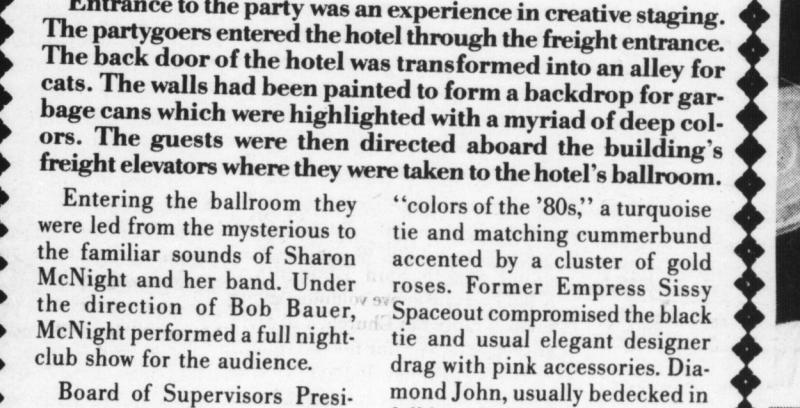 Entrance to the party was an experience in creative staging.
The partygoers entered the hotel through the freight entrance.
The back door of the hotel was transformed into an alley for
cats. The walls had been painted to form a backdrop for gar-
bage cans which were highlighted with a myriad of deep col-
ors. The guests were then directed aboard the building's
freight elevators where they were taken to the hotel's ballroom.
Entering the ballroom they
were led from the mysterious to
the familiar sounds of Sharon
McNight and her band. Under
the direction of Bob Bauer,
McNight performed a full night-
club show for the audience.
Board of Supervisors Presi-
“colors of the ’80s,” a turquoise
tie and matching cummerbund
accented by a cluster of gold
roses. Former Empress Sissy
Spaceout compromised the black
tie and usual elegant designer
drag with pink accessories. Dia-
mond John, usually bedecked in